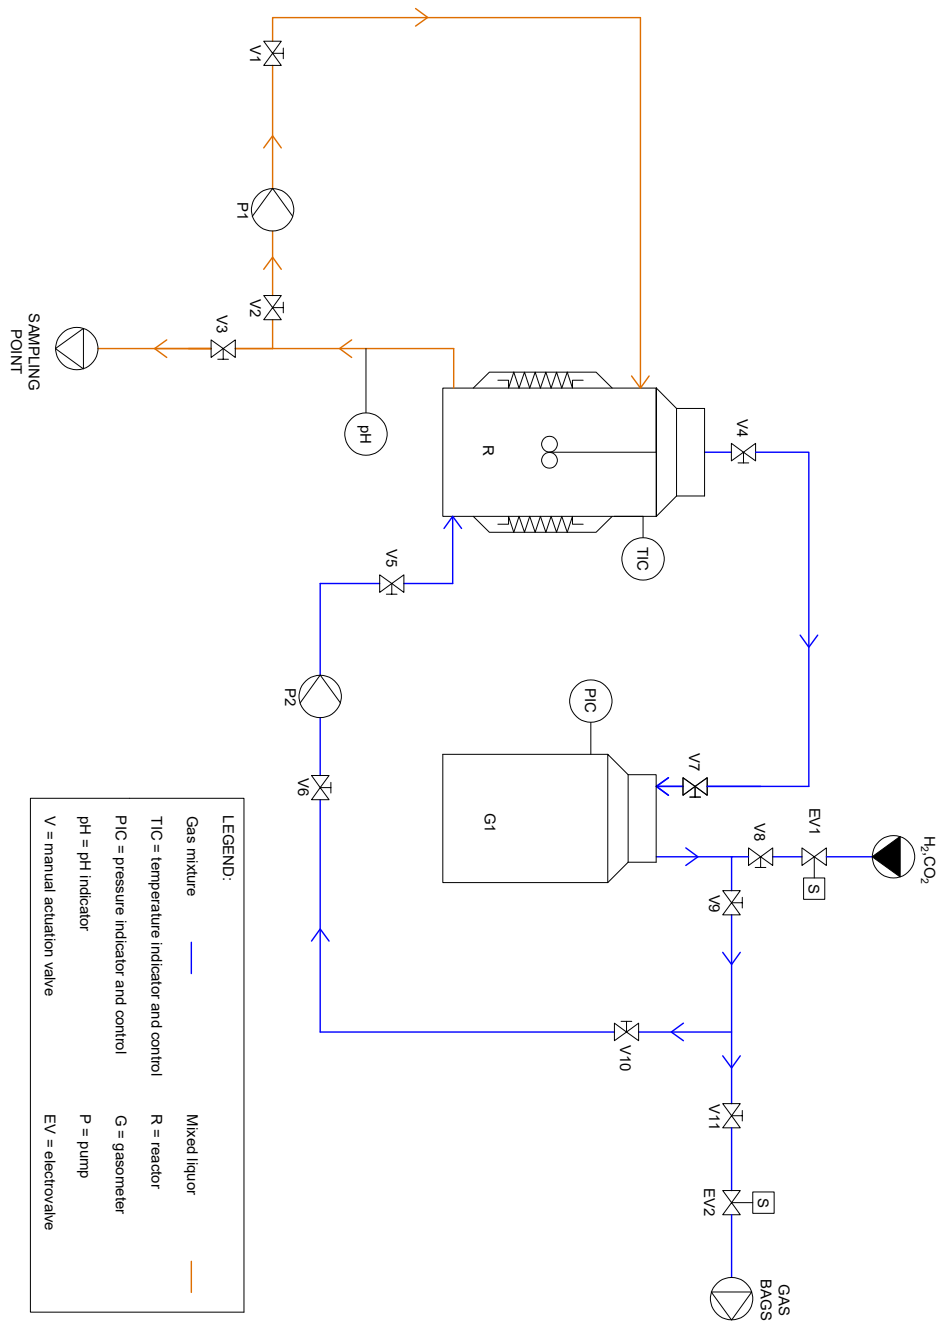 V1
P1
V2
V3
SAMPLING
POINT
pH
R
V4
TIC
V5
P2
V6
PIC
G1
V7
V8
EV1
S
H₂,CO₂
V9
V10
V11
EV2
S
GAS
BAGS
LEGEND:
Gas mixture
Mixed liquor
TIC = temperature indicator and control
R = reactor
PIC = pressure indicator and control
G = gasometer
pH = pH indicator
P = pump
V = manual actuation valve
EV = electrovalve